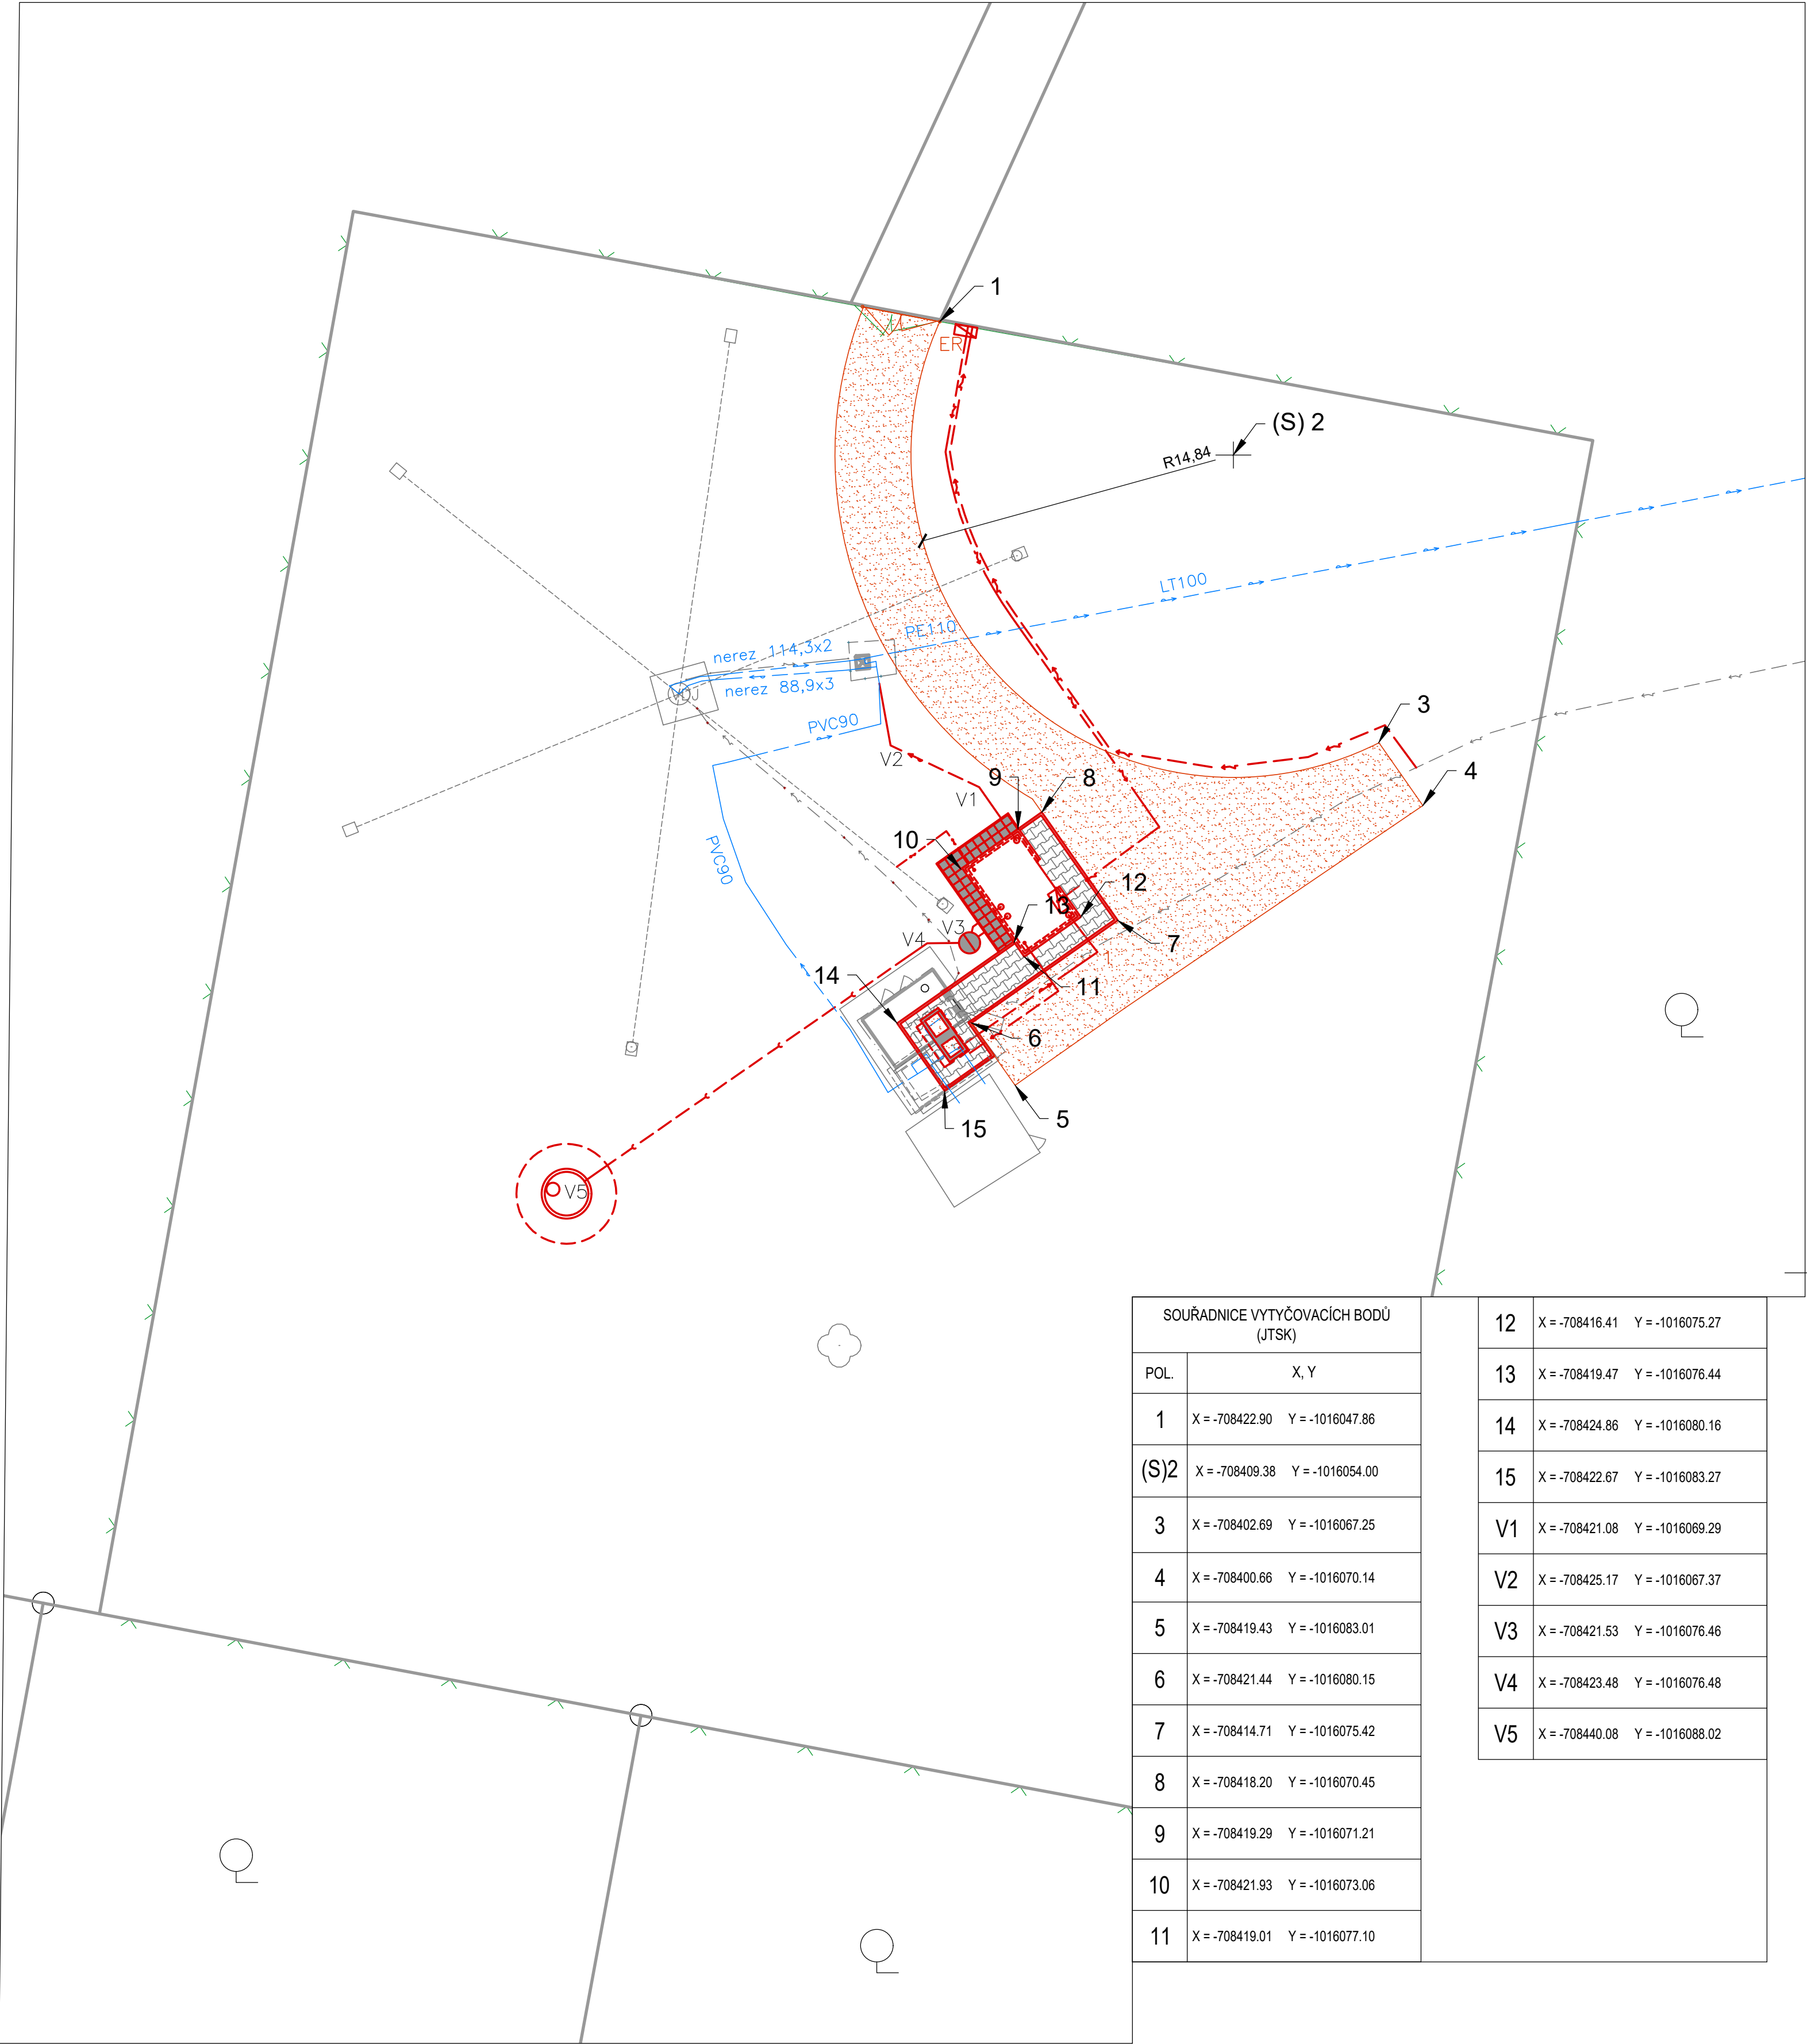 1
ER
(S) 2
R14,84
LT100
PE110
nerez 114,3x2
VDJ
nerez 88,9x3
PVC90
3
V2
4
9
8
V1
10
PVC90
12
13
V3
V4
7
1
14
11
6
5
15
V5
SOUŘADNICE VYTYČOVACÍCH BODŮ
(JTSK)
POL. X, Y
1 X = -708422.90 Y = -1016047.86
(S)2 X = -708409.38 Y = -1016054.00
3 X = -708402.69 Y = -1016067.25
4 X = -708400.66 Y = -1016070.14
5 X = -708419.43 Y = -1016083.01
6 X = -708421.44 Y = -1016080.15
7 X = -708414.71 Y = -1016075.42
8 X = -708418.20 Y = -1016070.45
9 X = -708419.29 Y = -1016071.21
10 X = -708421.93 Y = -1016073.06
11 X = -708419.01 Y = -1016077.10
12 X = -708416.41 Y = -1016075.27
13 X = -708419.47 Y = -1016076.44
14 X = -708424.86 Y = -1016080.16
15 X = -708422.67 Y = -1016083.27
V1 X = -708421.08 Y = -1016069.29
V2 X = -708425.17 Y = -1016067.37
V3 X = -708421.53 Y = -1016076.46
V4 X = -708423.48 Y = -1016076.48
V5 X = -708440.08 Y = -1016088.02